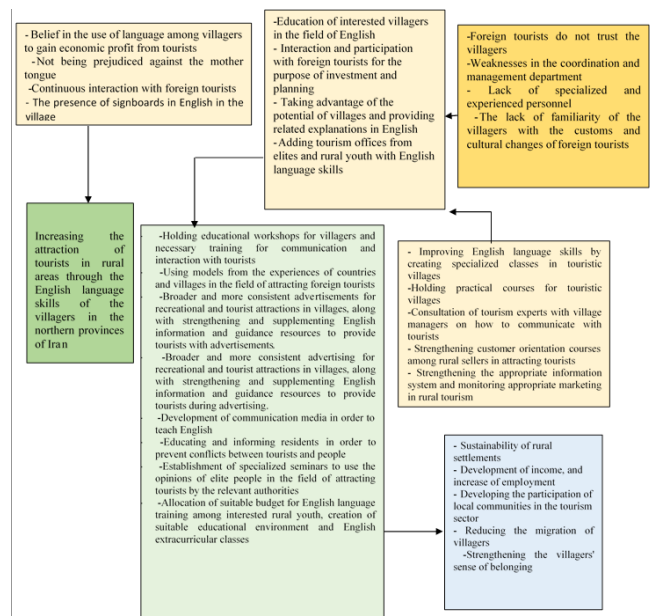 - Belief in the use of language among villagers
to gain economic profit from tourists
- Not being prejudiced against the mother
tongue
-Continuous interaction with foreign tourists
- The presence of signboards in English in the
village
-Education of interested villagers
in the field of English
- Interaction and participation
with foreign tourists for the
purpose of investment and
planning
- Taking advantage of the
potential of villages and providing
related explanations in English
-Adding tourism offices from
elites and rural youth with English
language skills
-Foreign tourists do not trust the
villagers
-Weaknesses in the coordination and
management department
- Lack of specialized and
experienced personnel
- The lack of familiarity of the
villagers with the customs and
cultural changes of foreign tourists
Increasing the
attraction of
tourists in rural
areas through the
English language
skills of the
villagers in the
northern provinces
of Iran
-Holding educational workshops for villagers and
necessary training for communication and
interaction with tourists
-Using models from the experiences of countries
and villages in the field of attracting foreign tourists
-Broader and more consistent advertisements for
recreational and tourist attractions in villages, along
with strengthening and supplementing English
information and guidance resources to provide
tourists with advertisements.
-Broader and more consistent advertising for
recreational and tourist attractions in villages, along
with strengthening and supplementing English
information and guidance resources to provide
tourists during advertising.
-Development of communication media in order to
teach English
-Educating and informing residents in order to
prevent conflicts between tourists and people
-Establishment of specialized seminars to use the
opinions of elite people in the field of attracting
tourists by the relevant authorities
-Allocation of suitable budget for English language
training among interested rural youth, creation of
suitable educational environment and English
extracurricular classes
- Improving English language skills by
creating specialized classes in touristic
villages
-Holding practical courses for touristic
villages
-Consultation of tourism experts with village
managers on how to communicate with
tourists
- Strengthening customer orientation courses
among rural sellers in attracting tourists
- Strengthening the appropriate information
system and monitoring appropriate marketing
in rural tourism
- Sustainability of rural
settlements
- Development of income, and
increase of employment
- Developing the participation of
local communities in the tourism
sector
- Reducing the migration of
villagers
-Strengthening the villagers'
sense of belonging